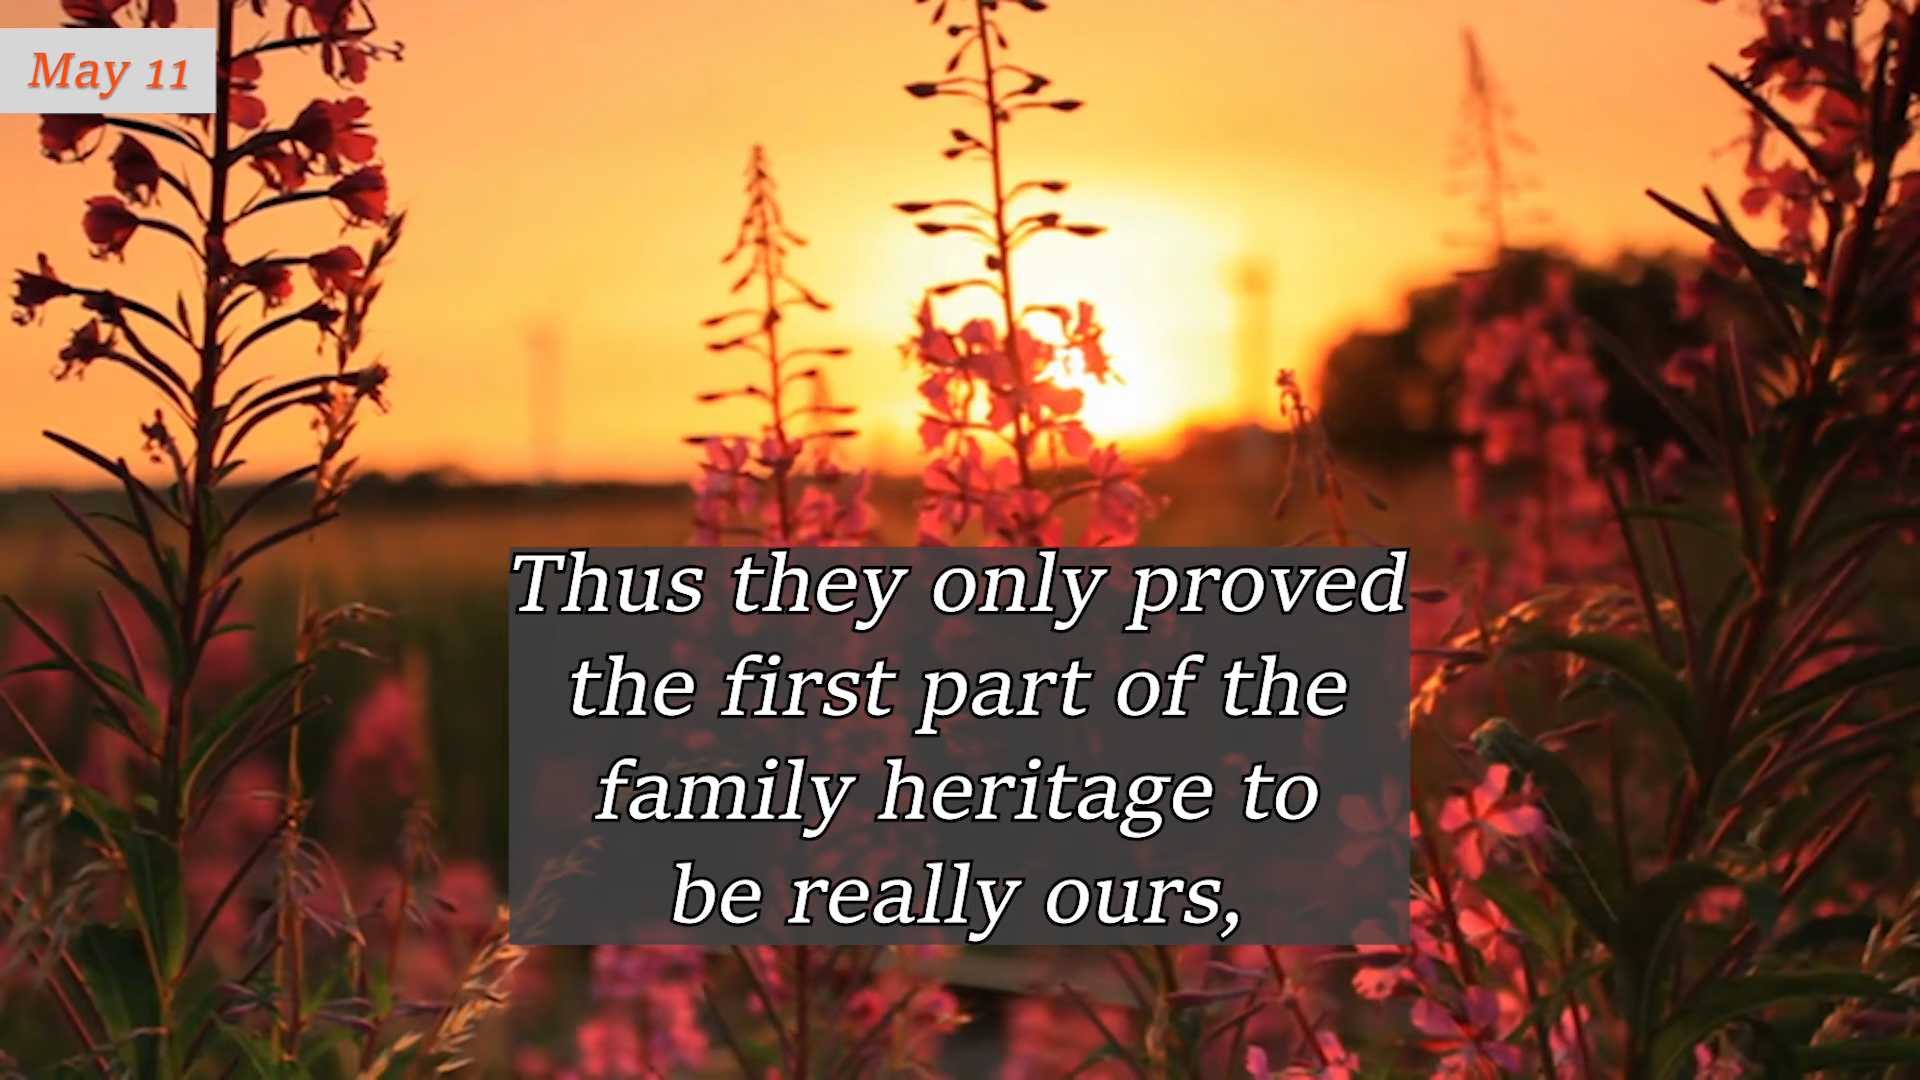 May 11
Thus they only proved
the first part of the
family heritage to
be really ours,